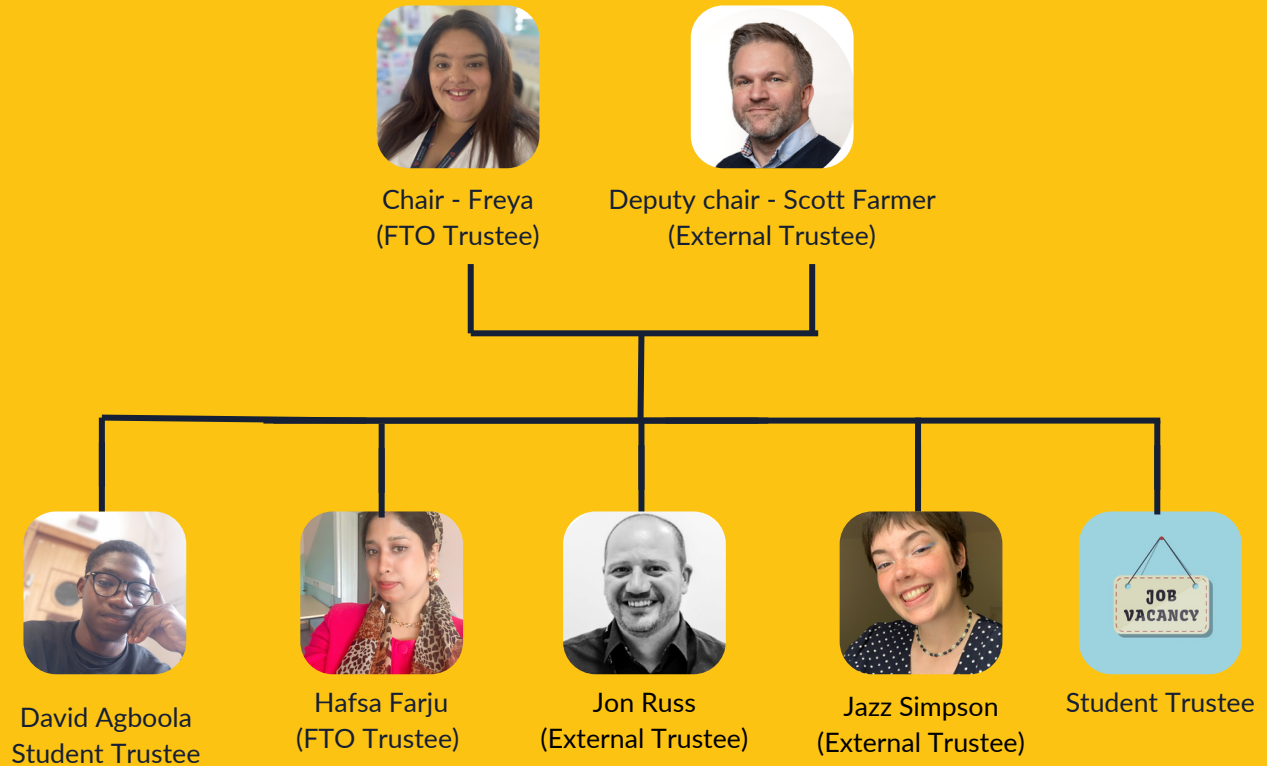 Chair - Freya
(FTO Trustee)
Deputy chair - Scott Farmer
(External Trustee)
David Agboola
Student Trustee
Hafsa Farju
(FTO Trustee)
Jon Russ
(External Trustee)
Jazz Simpson
(External Trustee)
JOB
VACANCY
Student Trustee